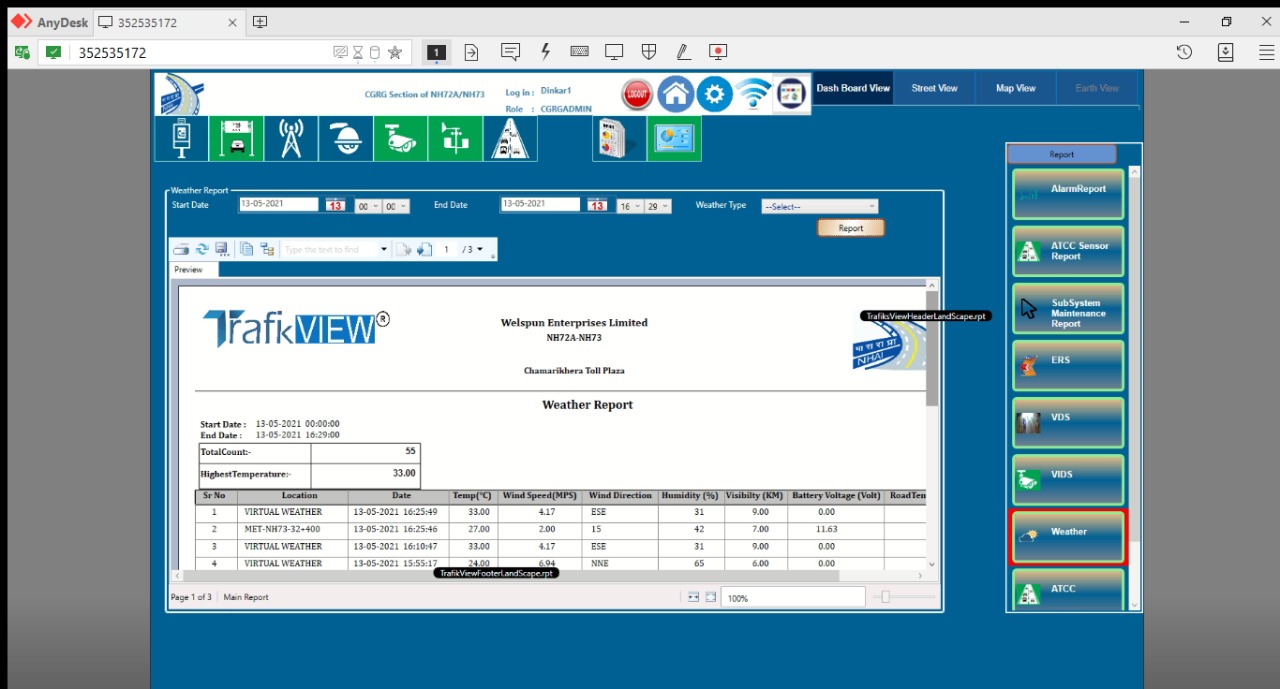 AnyDesk
352535172
352535172
1
CGRG Section of NH72A/NH73
Log in : Dinkar1
Role : CGRGADMIN
LOGOUT
Dash Board View
Street View
Map View
Earth View
Weather Report
Start Date
13-05-2021
13
00
00
End Date
13-05-2021
13
16
29
Weather Type
--Select--
Report
Type the text to find
1
/ 3
Preview
TrafikVIEW®
Welspun Enterprises Limited
NH72A-NH73
Chamarikhera Toll Plaza
TrafiksViewHeaderLandScape.rpt
भा रा रा प्रा
NHAI
Weather Report
Start Date : 13-05-2021 00:00:00
End Date : 13-05-2021 16:29:00
TotalCount:- 55
HighestTemperature:- 33.00
Sr No Location Date Temp(°C) Wind Speed(MPS) Wind Direction Humidity (%) Visibilty (KM) Battery Voltage (Volt) RoadTem
1 VIRTUAL WEATHER 13-05-2021 16:25:49 33.00 4.17 ESE 31 9.00 0.00
2 MET-NH73-32+400 13-05-2021 16:25:46 27.00 2.00 15 42 7.00 11.63
3 VIRTUAL WEATHER 13-05-2021 16:10:47 33.00 4.17 ESE 31 9.00 0.00
4 VIRTUAL WEATHER 13-05-2021 15:55:17 24.00 6.94 NNE 65 6.00 0.00
TrafikViewFooterLandScape.rpt
Page 1 of 3
Main Report
100%
Report
AlarmReport
ATCC Sensor
Report
SubSystem
Maintenance
Report
ERS
VDS
VIDS
Weather
ATCC